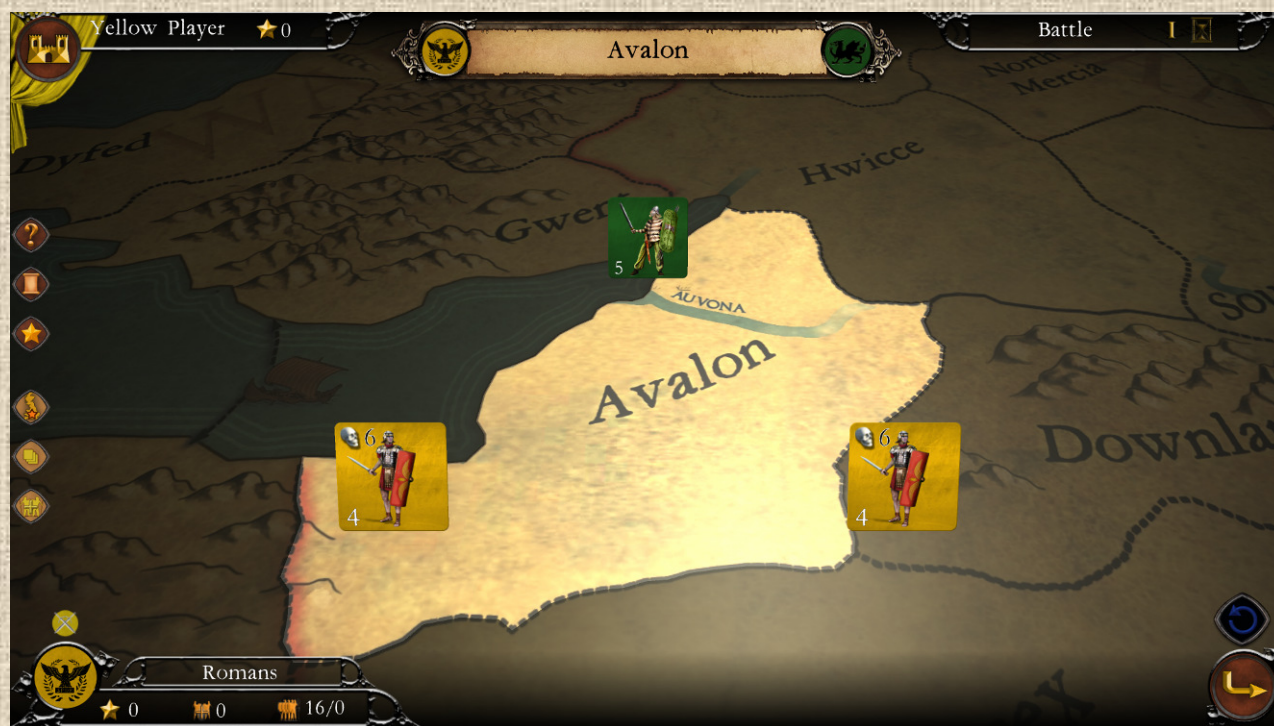 Yellow Player 0
Avalon
Battle I
North
Mercia
Dyfed
Hwicce
Gwent
5
AUVONA
Avalon
6
6
Downla
4
4
Romans
0 0 16/0